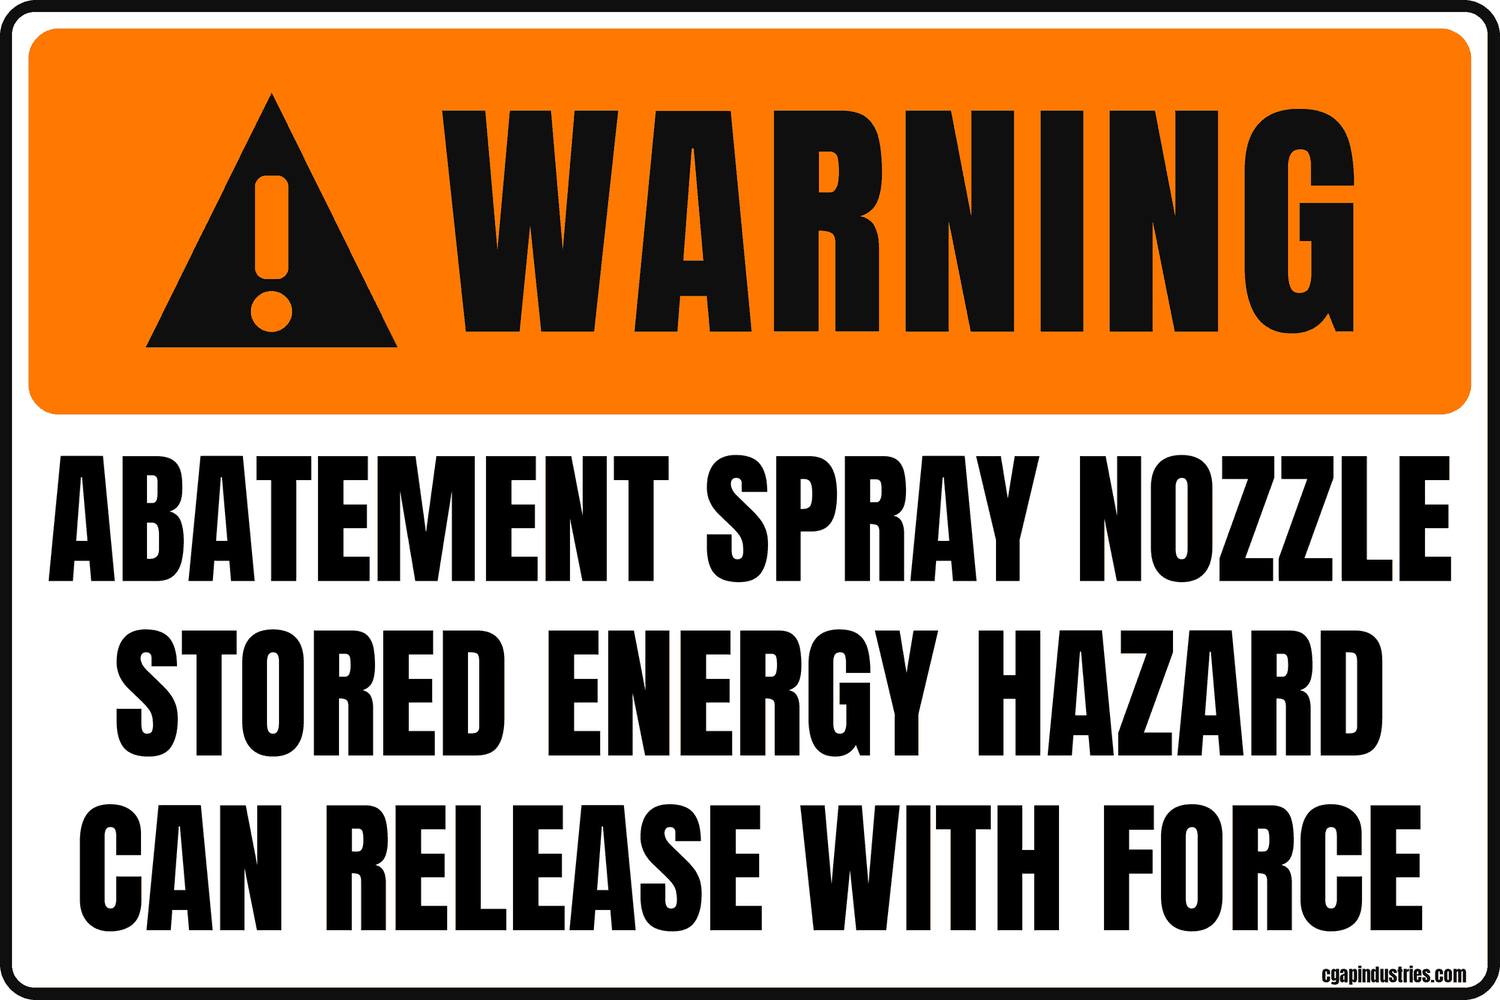 WARNING
ABATEMENT SPRAY NOZZLE
STORED ENERGY HAZARD
CAN RELEASE WITH FORCE
cgapindustries.com